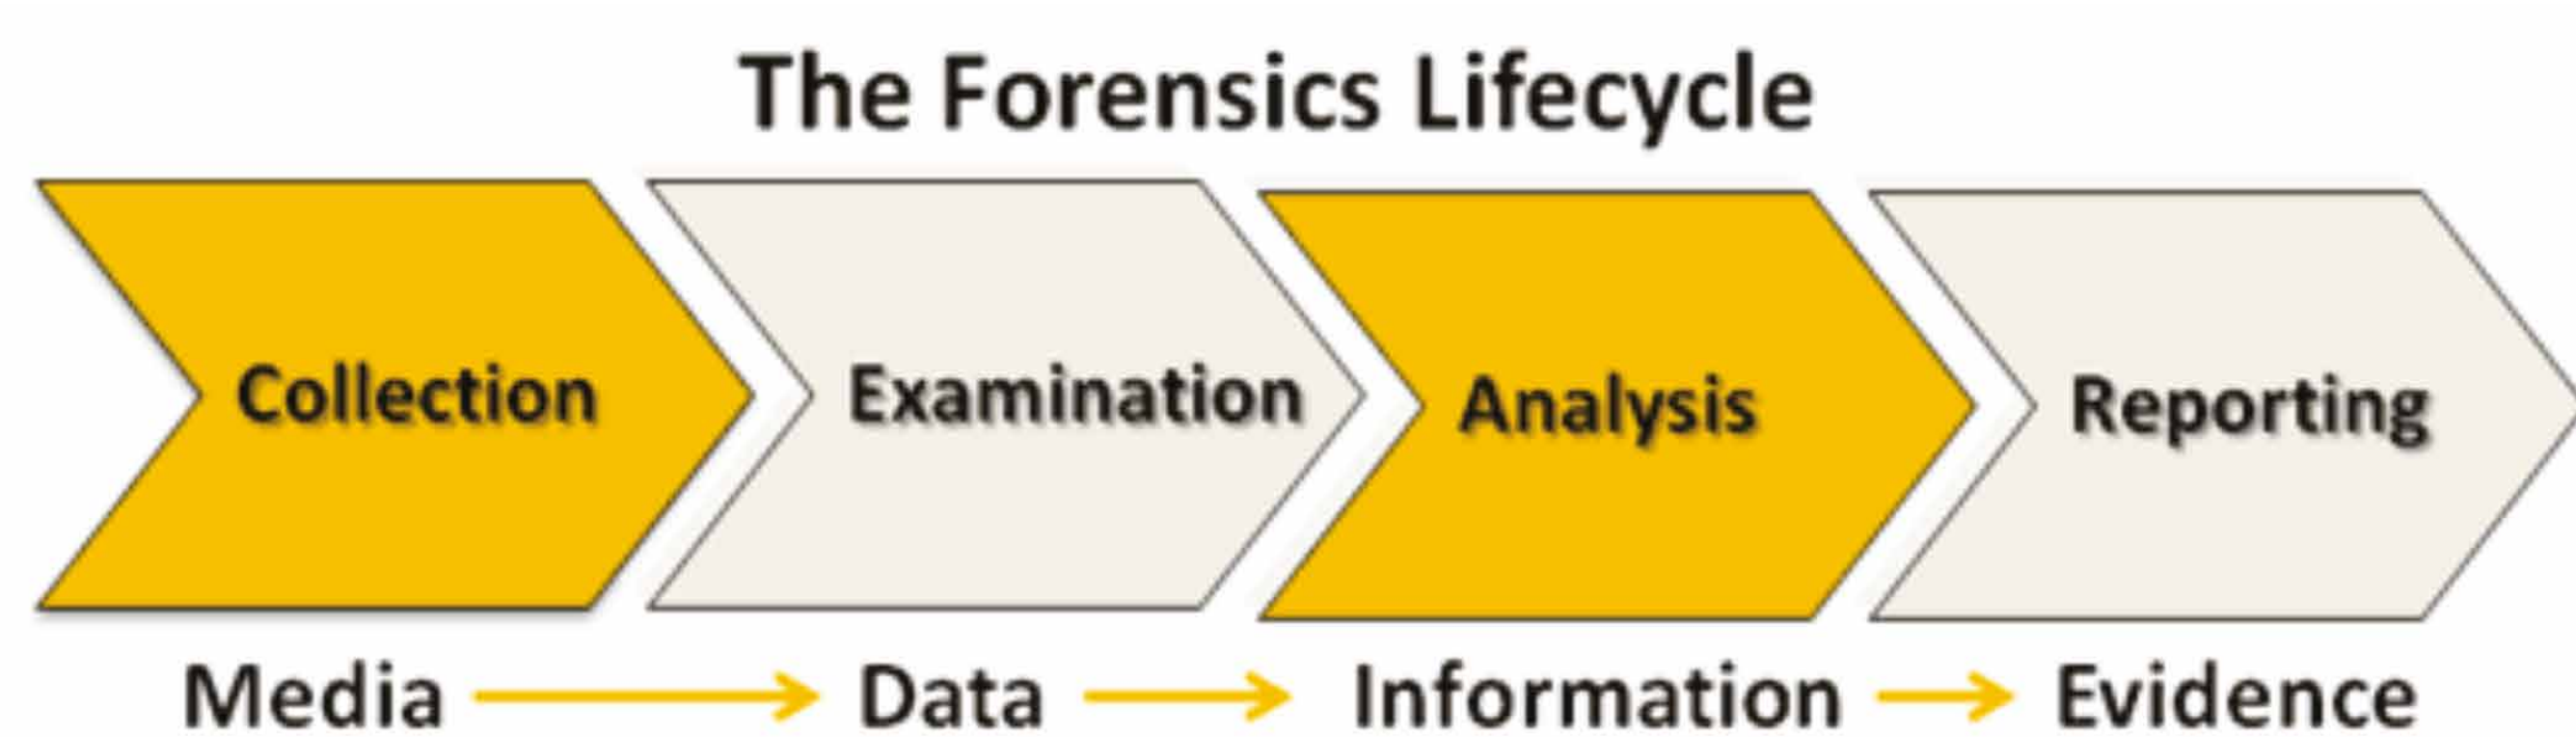 The Forensics Lifecycle
Collection
Examination
Analysis
Reporting
Media
Data
Information
Evidence